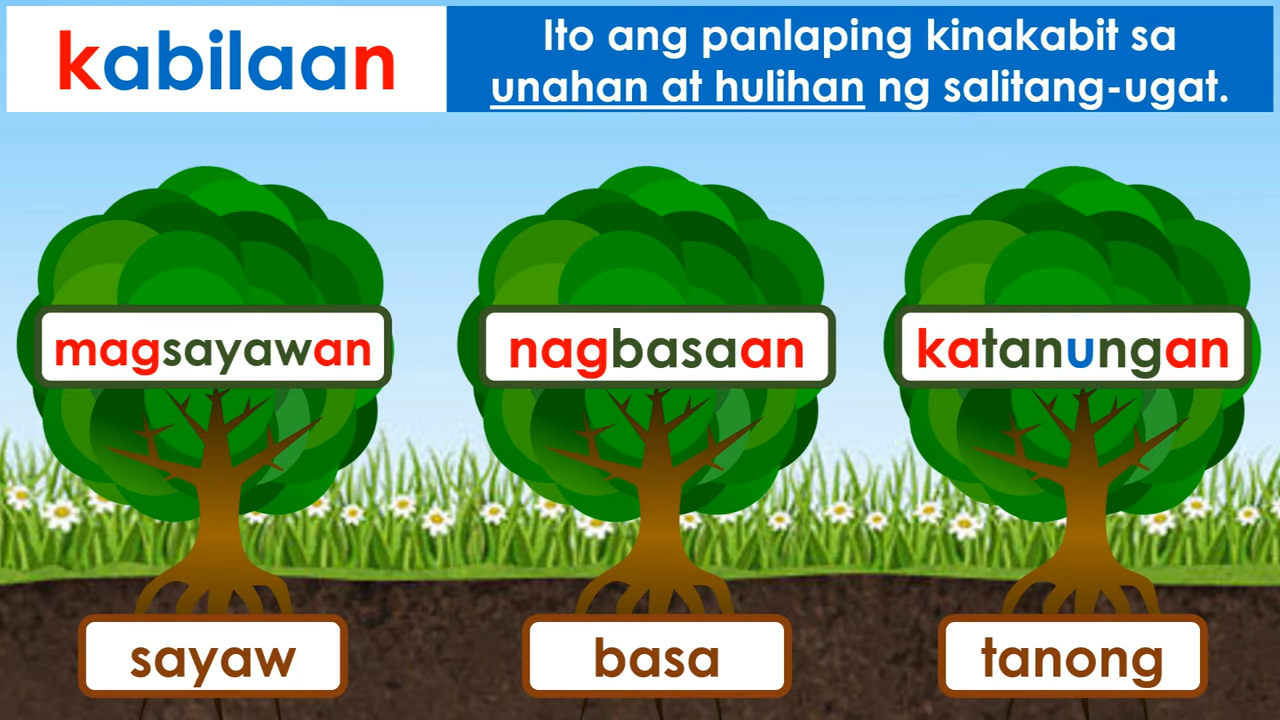 kabilaan
Ito ang panlaping kinakabit sa
unahan at hulihan ng salitang-ugat.
magsayawan
nagbasaan
katanungan
sayaw
basa
tanong